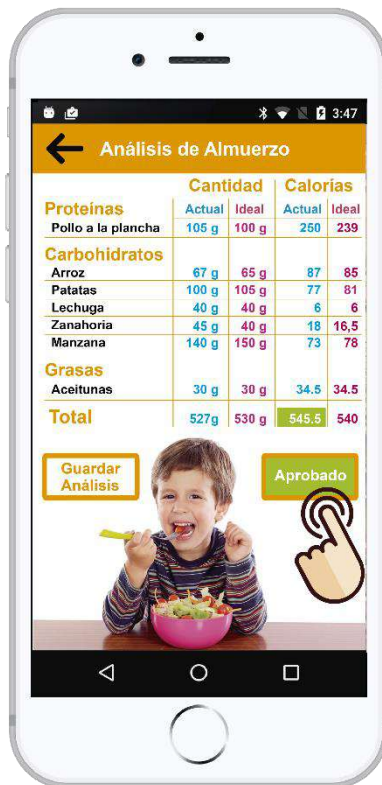 3:47
Análisis de Almuerzo
Cantidad Calorías
Proteínas Actual Ideal Actual Ideal
Pollo a la plancha 105 g 100 g 250 239
Carbohidratos
Arroz 67 g 65 g 87 85
Patatas 100 g 105 g 77 81
Lechuga 40 g 40 g 6 6
Zanahoria 45 g 40 g 18 16,5
Manzana 140 g 150 g 73 78
Grasas
Aceitunas 30 g 30 g 34.5 34.5
Total 527g 530 g 545.5 540
Guardar
Análisis
Aprobado